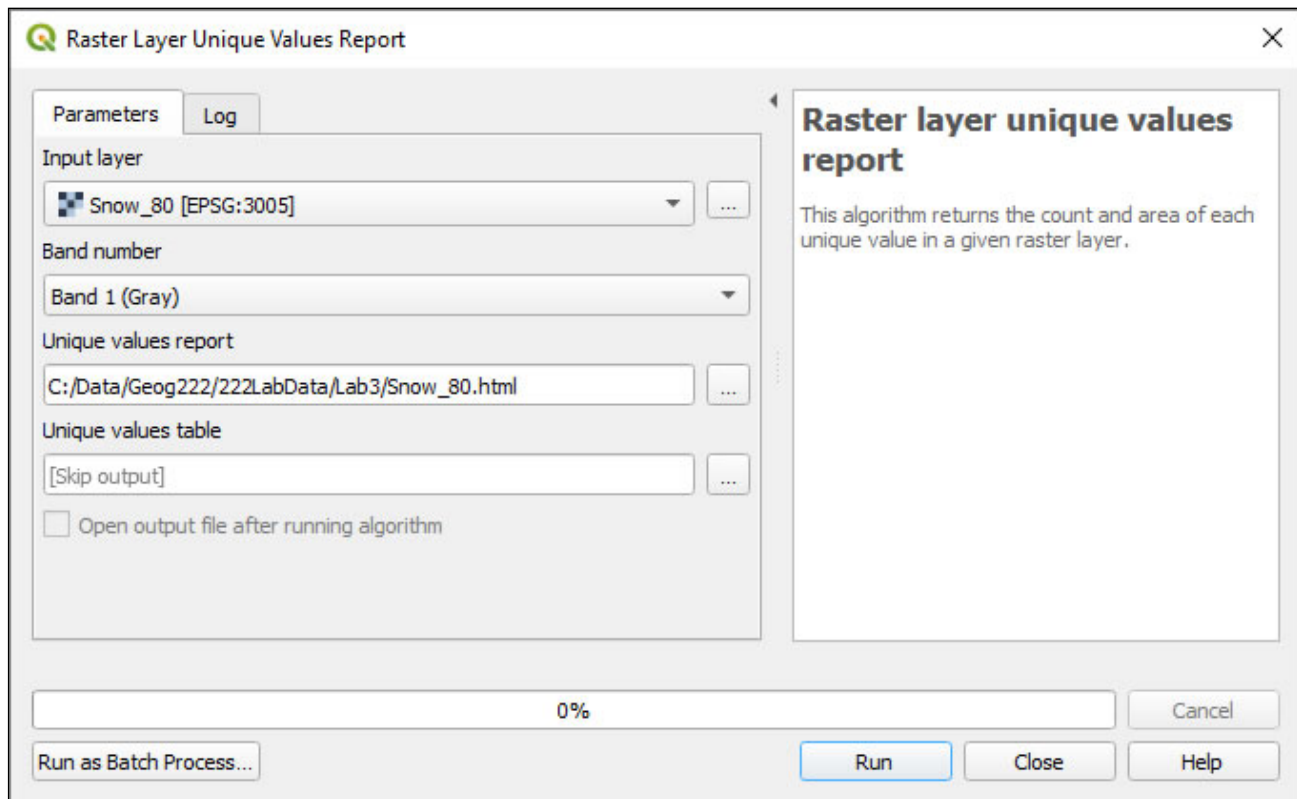 Raster Layer Unique Values Report
Parameters
Log
Input layer
Snow_80 [EPSG:3005]
...
Band number
Band 1 (Gray)
Unique values report
C:/Data/Geog222/222LabData/Lab3/Snow_80.html
...
Unique values table
[Skip output]
...
Open output file after running algorithm
Raster layer unique values
report
This algorithm returns the count and area of each
unique value in a given raster layer.
0%
Cancel
Run as Batch Process...
Run
Close
Help